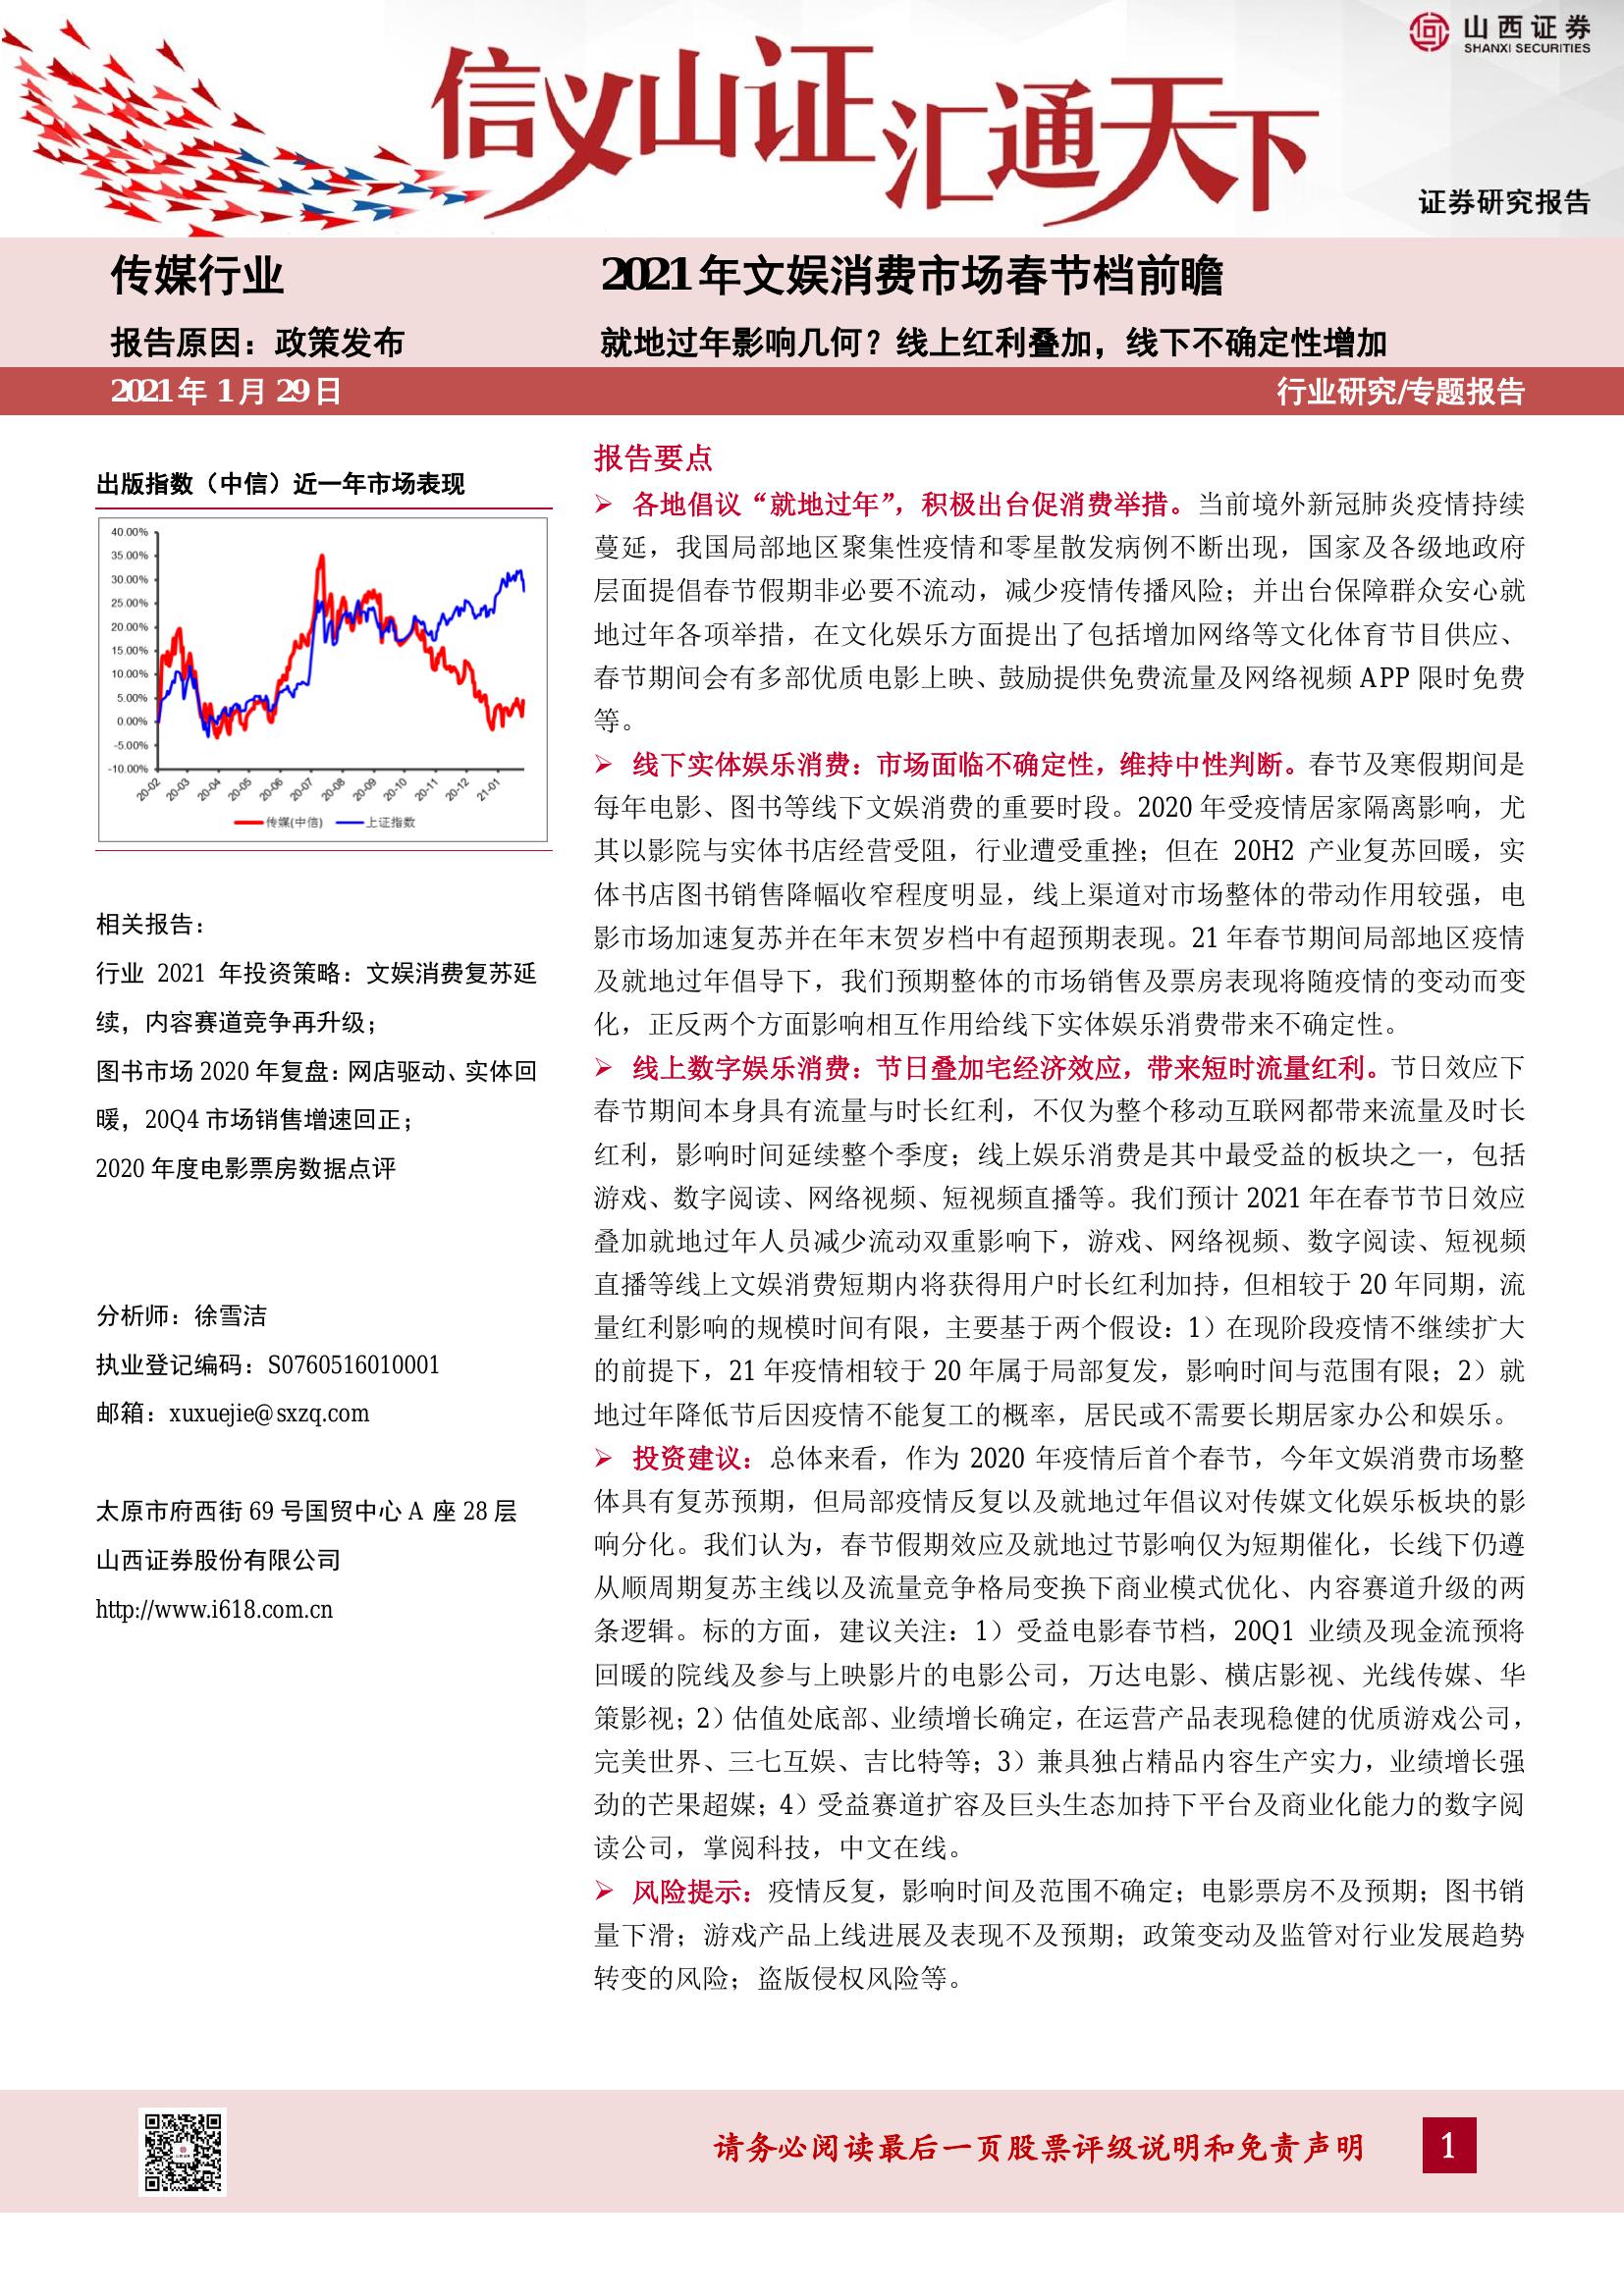 山西证券
SHANXI SECURITIES
信义山证 汇通天下
证券研究报告
传媒行业
2021 年文娱消费市场春节档前瞻
报告原因：政策发布
就地过年影响几何？线上红利叠加，线下不确定性增加
2021 年 1 月 29 日
行业研究/专题报告
出版指数（中信）近一年市场表现
40.00%
35.00%
30.00%
25.00%
20.00%
15.00%
10.00%
5.00%
0.00%
-5.00%
-10.00%
20-02 20-03 20-04 20-05 20-06 20-07 20-08 20-09 20-10 20-11 20-12 21-01
传媒(中信) 上证指数
相关报告：
行业 2021 年投资策略：文娱消费复苏延
续，内容赛道竞争再升级；
图书市场 2020 年复盘：网店驱动、实体回
暖，20Q4 市场销售增速回正；
2020 年度电影票房数据点评
分析师：徐雪洁
执业登记编码：S0760516010001
邮箱：xuxuejie@sxzq.com
太原市府西街 69 号国贸中心 A 座 28 层
山西证券股份有限公司
http://www.i618.com.cn
报告要点
➢ 各地倡议“就地过年”，积极出台促消费举措。当前境外新冠肺炎疫情持续
蔓延，我国局部地区聚集性疫情和零星散发病例不断出现，国家及各级地政府
层面提倡春节假期非必要不流动，减少疫情传播风险；并出台保障群众安心就
地过年各项举措，在文化娱乐方面提出了包括增加网络等文化体育节目供应、
春节期间会有多部优质电影上映、鼓励提供免费流量及网络视频 APP 限时免费
等。
➢ 线下实体娱乐消费：市场面临不确定性，维持中性判断。春节及寒假期间是
每年电影、图书等线下文娱消费的重要时段。2020 年受疫情居家隔离影响，尤
其以影院与实体书店经营受阻，行业遭受重挫；但在 20H2 产业复苏回暖，实
体书店图书销售降幅收窄程度明显，线上渠道对市场整体的带动作用较强，电
影市场加速复苏并在年末贺岁档中有超预期表现。21 年春节期间局部地区疫情
及就地过年倡导下，我们预期整体的市场销售及票房表现将随疫情的变动而变
化，正反两个方面影响相互作用给线下实体娱乐消费带来不确定性。
➢ 线上数字娱乐消费：节日叠加宅经济效应，带来短时流量红利。节日效应下
春节期间本身具有流量与时长红利，不仅为整个移动互联网都带来流量及时长
红利，影响时间延续整个季度；线上娱乐消费是其中最受益的板块之一，包括
游戏、数字阅读、网络视频、短视频直播等。我们预计 2021 年在春节节日效应
叠加就地过年人员减少流动双重影响下，游戏、网络视频、数字阅读、短视频
直播等线上文娱消费短期内将获得用户时长红利加持，但相较于 20 年同期，流
量红利影响的规模时间有限，主要基于两个假设：1）在现阶段疫情不继续扩大
的前提下，21 年疫情相较于 20 年属于局部复发，影响时间与范围有限；2）就
地过年降低节后因疫情不能复工的概率，居民或不需要长期居家办公和娱乐。
➢ 投资建议：总体来看，作为 2020 年疫情后首个春节，今年文娱消费市场整
体具有复苏预期，但局部疫情反复以及就地过年倡议对传媒文化娱乐板块的影
响分化。我们认为，春节假期效应及就地过节影响仅为短期催化，长线下仍遵
从顺周期复苏主线以及流量竞争格局变换下商业模式优化、内容赛道升级的两
条逻辑。标的方面，建议关注：1）受益电影春节档，20Q1 业绩及现金流预将
回暖的院线及参与上映影片的电影公司，万达电影、横店影视、光线传媒、华
策影视；2）估值处底部、业绩增长确定，在运营产品表现稳健的优质游戏公司，
完美世界、三七互娱、吉比特等；3）兼具独占精品内容生产实力，业绩增长强
劲的芒果超媒；4）受益赛道扩容及巨头生态加持下平台及商业化能力的数字阅
读公司，掌阅科技，中文在线。
➢ 风险提示：疫情反复，影响时间及范围不确定；电影票房不及预期；图书销
量下滑；游戏产品上线进展及表现不及预期；政策变动及监管对行业发展趋势
转变的风险；盗版侵权风险等。
请务必阅读最后一页股票评级说明和免责声明
1